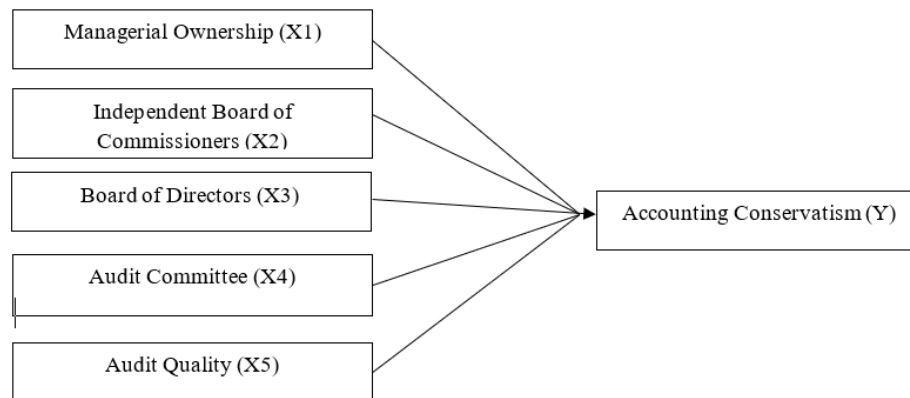 Managerial Ownership (X1)
Independent Board of
Commissioners (X2)
Board of Directors (X3)
Accounting Conservatism (Y)
Audit Committee (X4)
Audit Quality (X5)